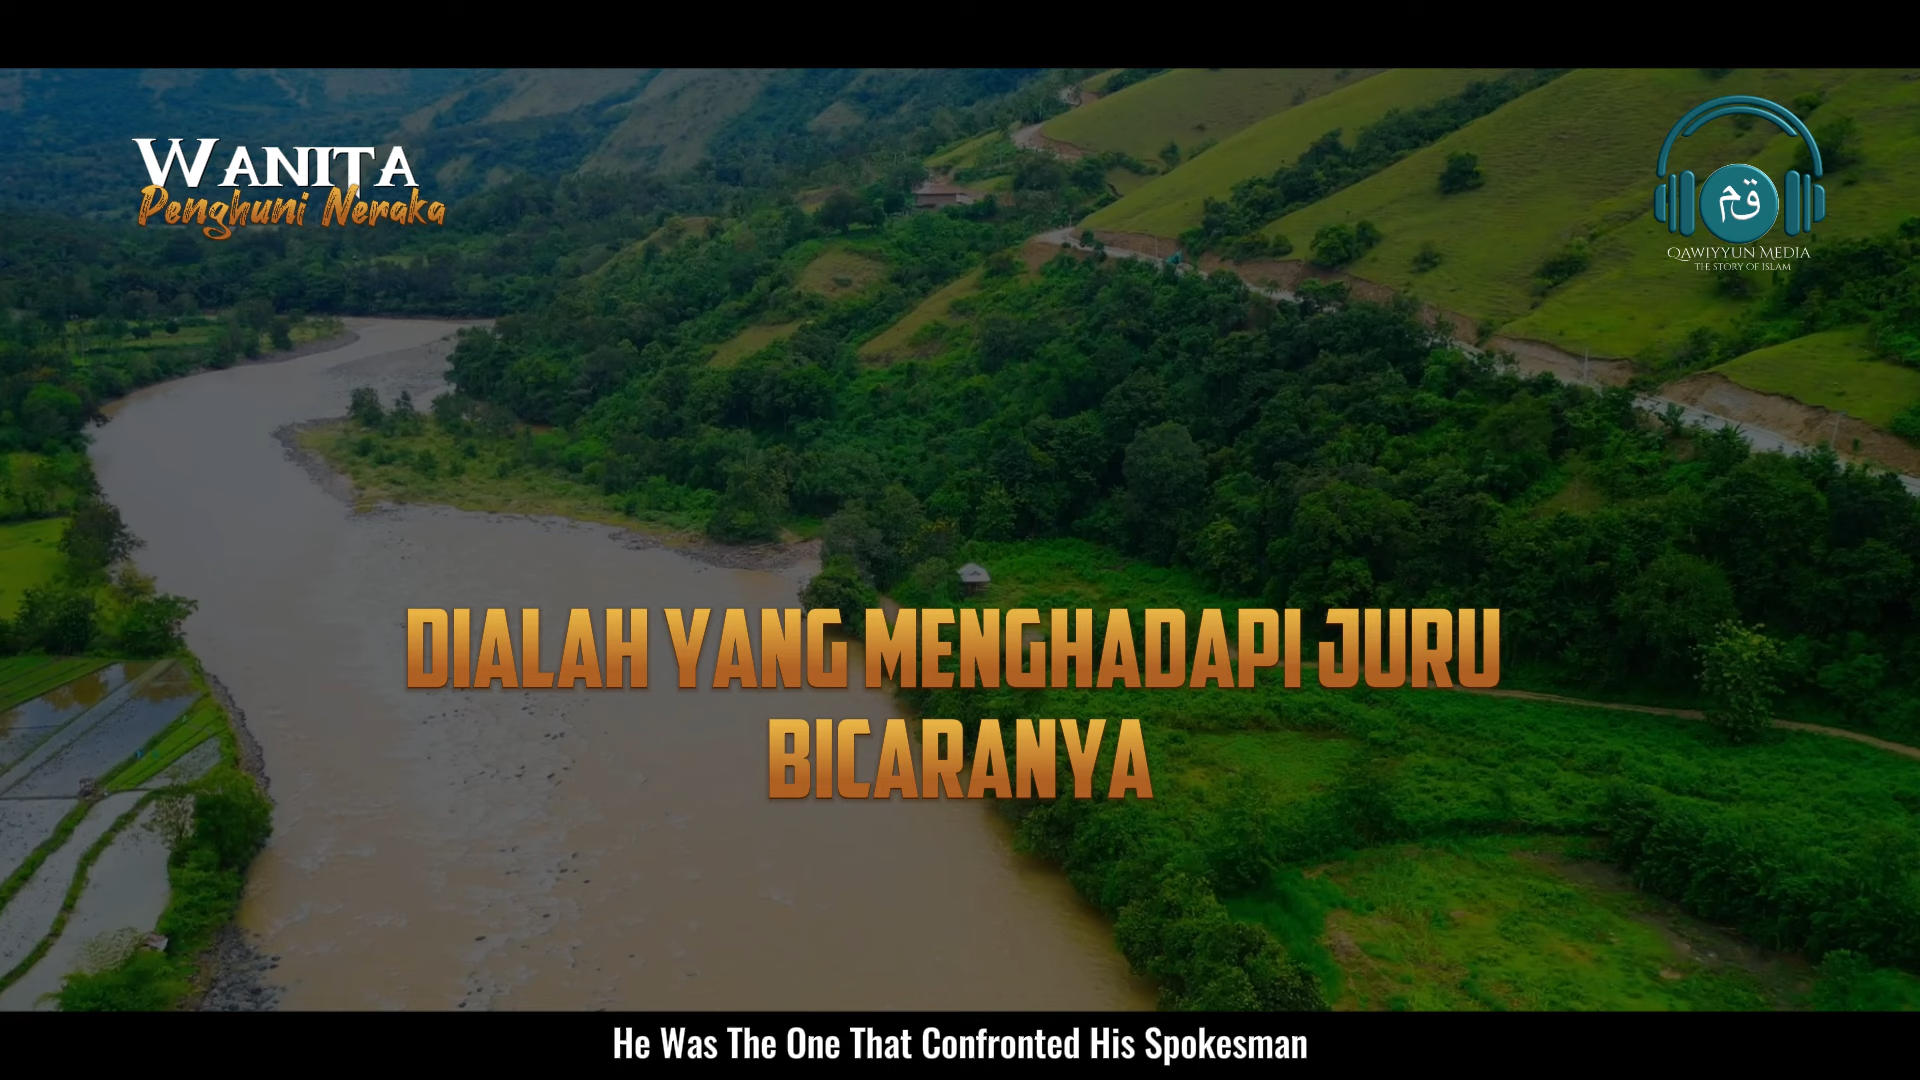 WANITA
Penghuni Neraka
قم
QAWIYYUN MEDIA
THE STORY OF ISLAM
DIALAH YANG MENGHADAPI JURU
BICARANYA
He Was The One That Confronted His Spokesman